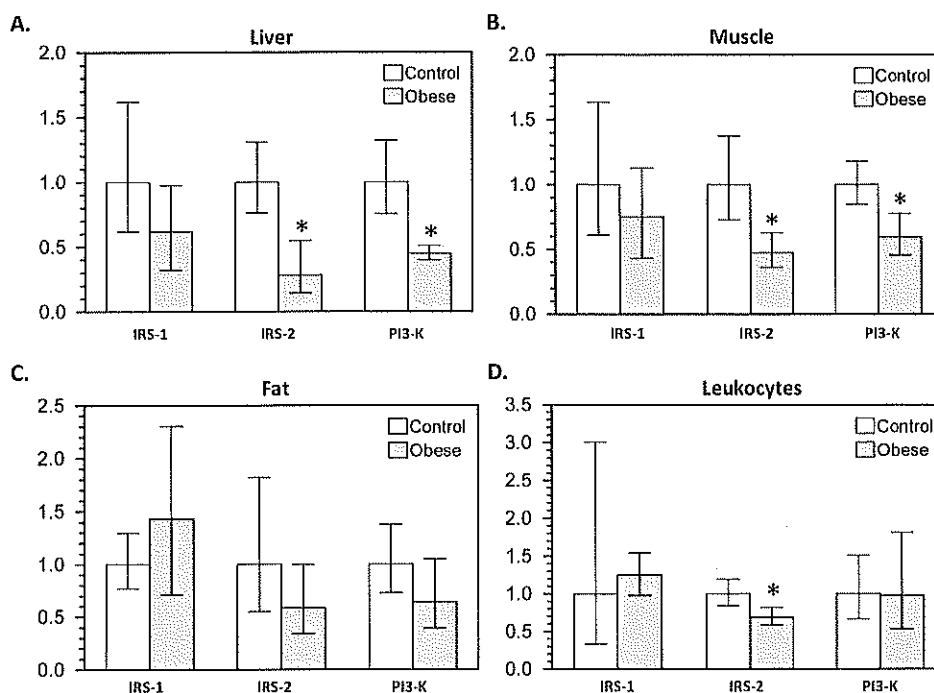 A.
Liver
2.0
1.5
1.0
0.5
0.0
Control
Obese
*
*
IRS-1
IRS-2
PI3-K
B.
Muscle
2.0
1.5
1.0
0.5
0.0
Control
Obese
*
*
IRS-1
IRS-2
PI3-K
C.
Fat
2.5
2.0
1.5
1.0
0.5
0.0
Control
Obese
IRS-1
IRS-2
PI3-K
D.
Leukocytes
3.5
3.0
2.5
2.0
1.5
1.0
0.5
0.0
Control
Obese
*
IRS-1
IRS-2
PI3-K